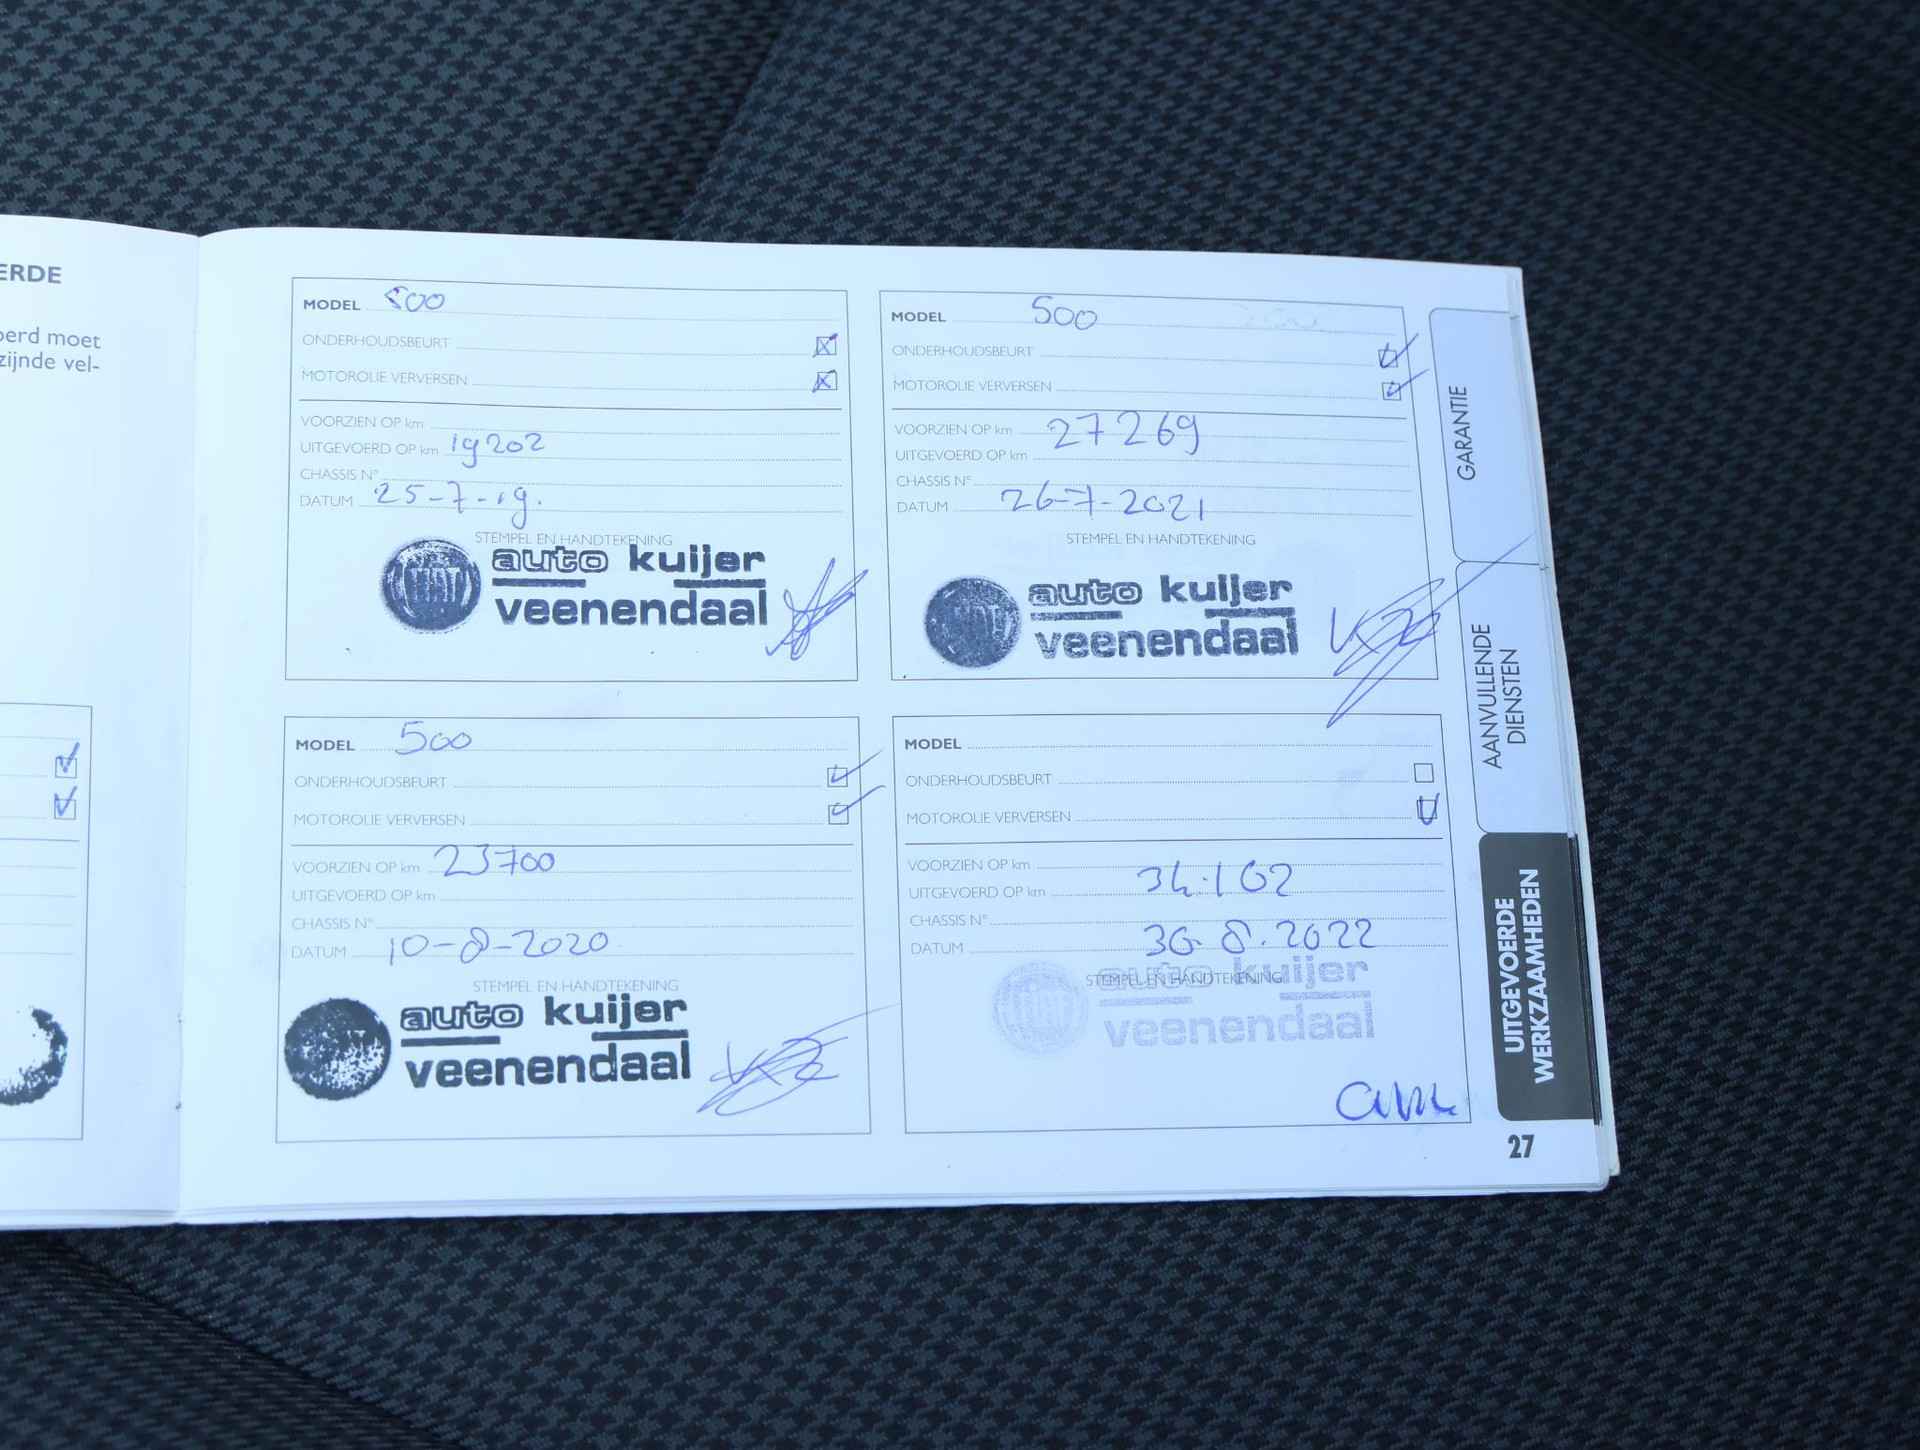 ERDE
oerd moet
zijnde vel-
MODEL 500
ONDERHOUDSBEURT
MOTOROLIE VERVERSEN
VOORZIEN OP km
UITGEVOERD OP km 19202
CHASSIS N°
DATUM 25-7-19.
STEMPEL EN HANDTEKENING
FIAT
auto kuijer
veenendaal
MODEL 500
ONDERHOUDSBEURT
MOTOROLIE VERVERSEN
VOORZIEN OP km 27269
UITGEVOERD OP km
CHASSIS N°
DATUM 26-7-2021
STEMPEL EN HANDTEKENING
FIAT
auto kuijer
veenendaal
MODEL 500
ONDERHOUDSBEURT
MOTOROLIE VERVERSEN
VOORZIEN OP km 23700
UITGEVOERD OP km
CHASSIS N°
DATUM 10-8-2020
STEMPEL EN HANDTEKENING
auto kuijer
veenendaal
MODEL
ONDERHOUDSBEURT
MOTOROLIE VERVERSEN
VOORZIEN OP km
UITGEVOERD OP km 34.102
CHASSIS N°
DATUM 30.8.2022
STEMPEL EN HANDTEKENING
FIAT
auto kuijer
veenendaal
GARANTIE
AANVULLENDE
DIENSTEN
UITGEVOERDE
WERKZAAMHEDEN
27